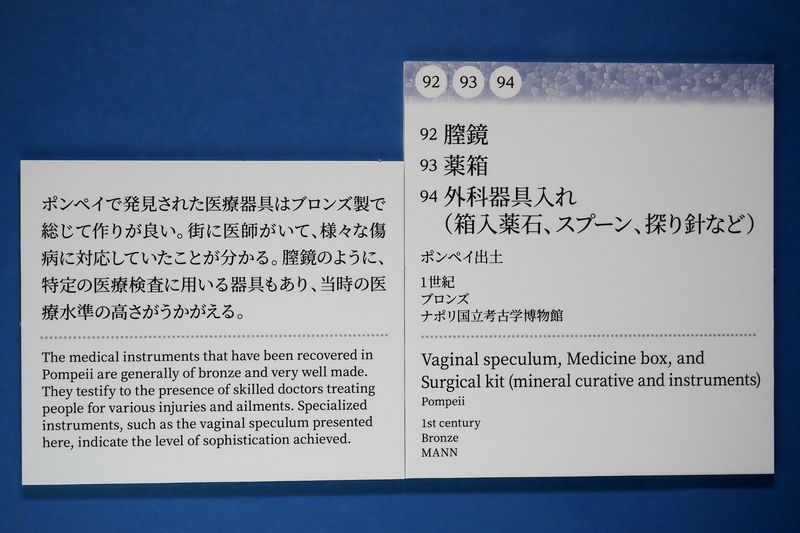 ポンペイで発見された医療器具はブロンズ製で
総じて作りが良い。街に医師がいて、様々な傷
病に対応していたことが分かる。膣鏡のように、
特定の医療検査に用いる器具もあり、当時の医
療水準の高さがうかがえる。
The medical instruments that have been recovered in
Pompeii are generally of bronze and very well made.
They testify to the presence of skilled doctors treating
people for various injuries and ailments. Specialized
instruments, such as the vaginal speculum presented
here, indicate the level of sophistication achieved.
92 93 94
92 膣鏡
93 薬箱
94 外科器具入れ
（箱入薬石、スプーン、探り針など）
ポンペイ出土
1世紀
ブロンズ
ナポリ国立考古学博物館
Vaginal speculum, Medicine box, and
Surgical kit (mineral curative and instruments)
Pompeii
1st century
Bronze
MANN